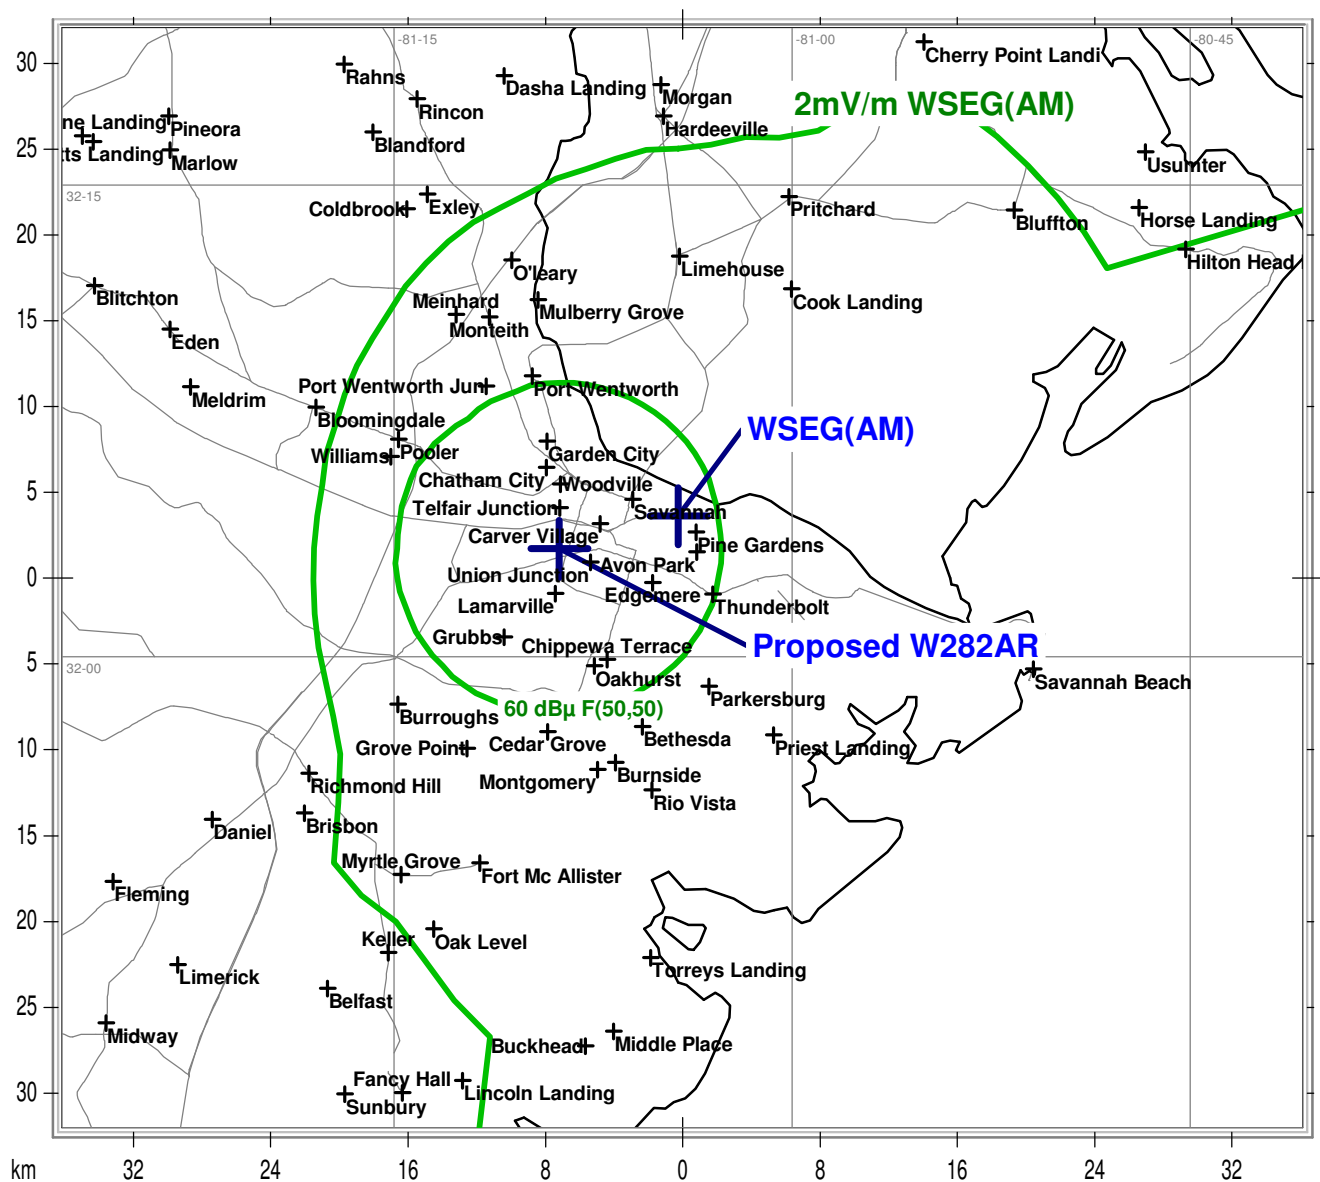 -81-15
-81-00
-80-45
30
Cherry Point Landi
Rahns
Dasha Landing
Morgan
Rincon
2mV/m WSEG(AM)
ne Landing
Pineora
Hardeeville
Blandford
25
tts Landing
Marlow
Usumter
32-15
Coldbrook
Exley
Pritchard
Bluffton
Horse Landing
20
Hilton Head
O'leary
Limehouse
Blitchton
Meinhard
Mulberry Grove
Cook Landing
15
Monteith
Eden
Port Wentworth Jun
Port Wentworth
Meldrim
10
Bloomingdale
WSEG(AM)
Williams
Pooler
Garden City
Chatham City
Woodville
5
Telfair Junction
Savannah
Carver Village
Pine Gardens
Avon Park
0
Union Junction
Edgemere
Lamarville
Thunderbolt
Grubbs
Chippewa Terrace
Proposed W282AR
5
32-00
Oakhurst
Savannah Beach
Parkersburg
60 dBµ F(50,50)
Burroughs
Bethesda
Grove Point
Cedar Grove
Priest Landing
10
Montgomery
Burnside
Richmond Hill
Rio Vista
Brisbon
15
Daniel
Myrtle Grove
Fort Mc Allister
Fleming
20
Keller
Oak Level
Limerick
Torreys Landing
Belfast
25
Midway
Buckhead
Middle Place
Fancy Hall
30
Lincoln Landing
Sunbury
km
32
24
16
8
0
8
16
24
32